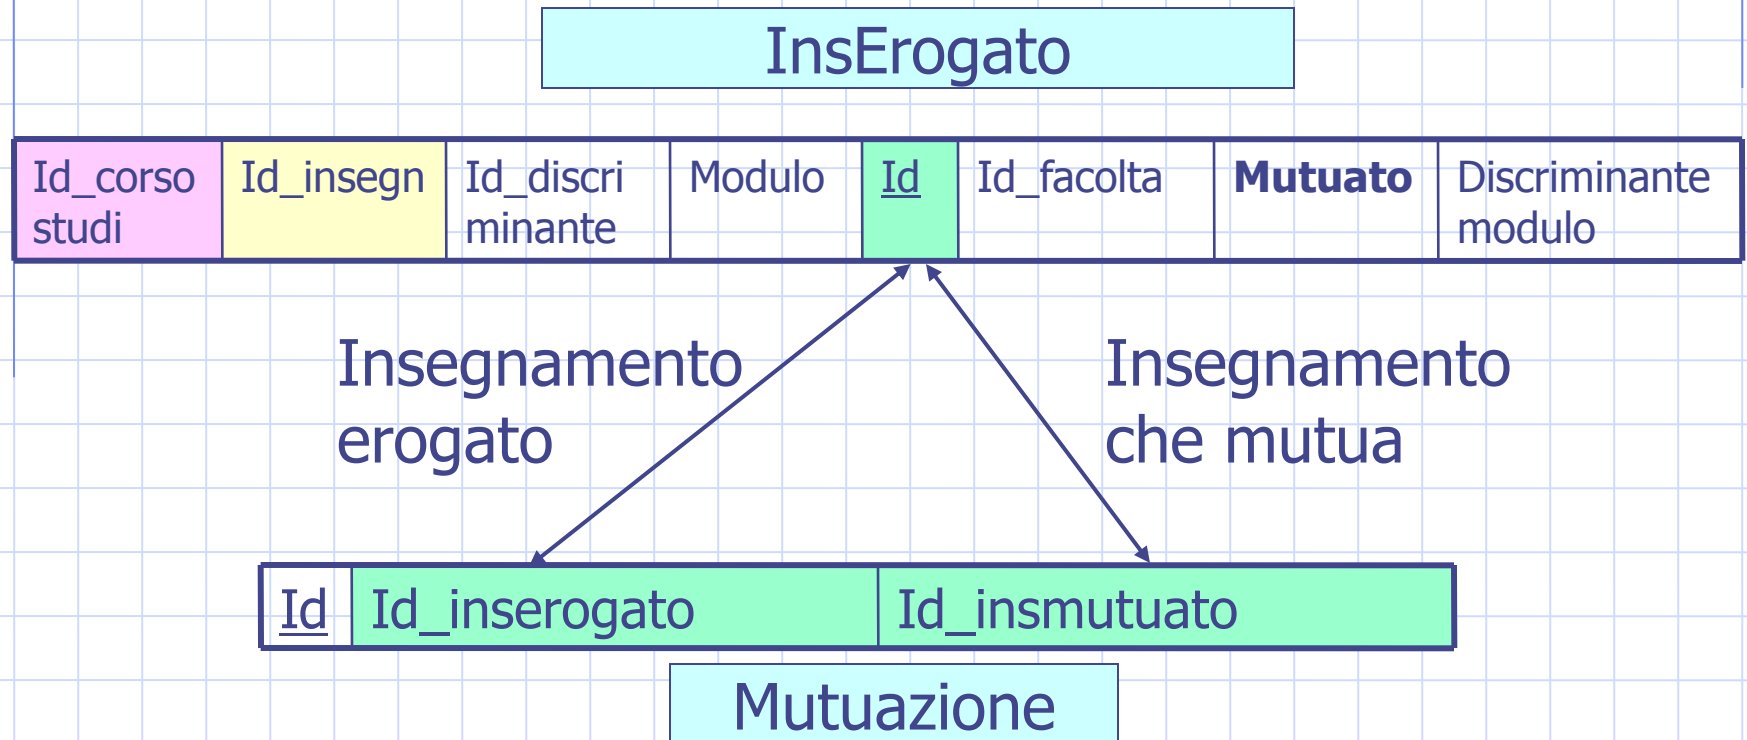 InsErogato
Id_corso
studi
Id_insegn
Id_discri
minante
Modulo
Id
Id_facolta
Mutuato
Discriminante
modulo
Insegnamento
erogato
Insegnamento
che mutua
Id
Id_inserogato
Id_insmutuato
Mutuazione